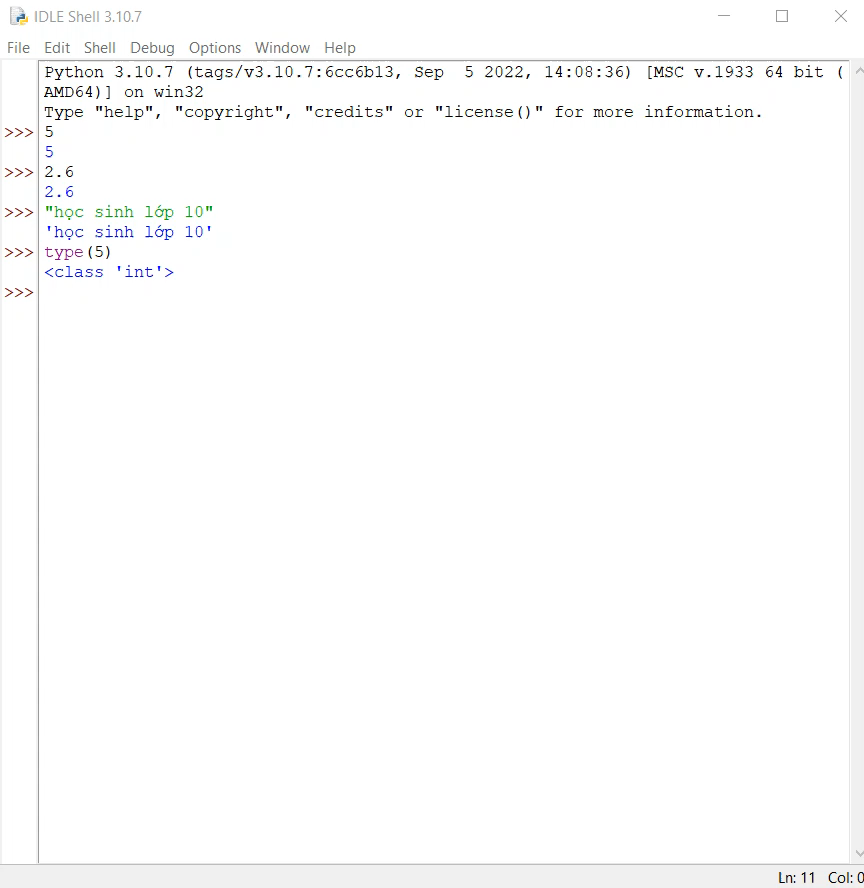 IDLE Shell 3.10.7
File Edit Shell Debug Options Window Help
Python 3.10.7 (tags/v3.10.7:6cc6b13, Sep  5 2022, 14:08:36) [MSC v.1933 64 bit (
AMD64)] on win32
Type "help", "copyright", "credits" or "license()" for more information.
>>> 5
5
>>> 2.6
2.6
>>> "học sinh lớp 10"
'học sinh lớp 10'
>>> type(5)
<class 'int'>
>>>
Ln: 11 Col: 0